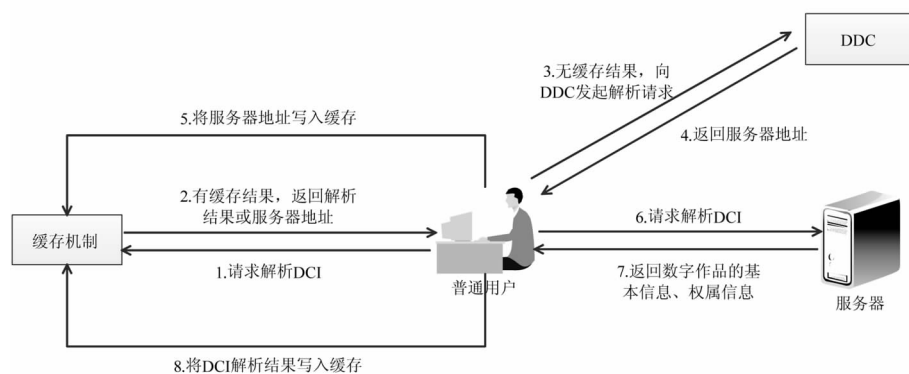 DDC
3.无缓存结果，向
DDC发起解析请求
4.返回服务器地址
5.将服务器地址写入缓存
2.有缓存结果，返回解析
结果或服务器地址
缓存机制
1.请求解析DCI
普通用户
6.请求解析DCI
7.返回数字作品的基
本信息、权属信息
服务器
8.将DCI解析结果写入缓存